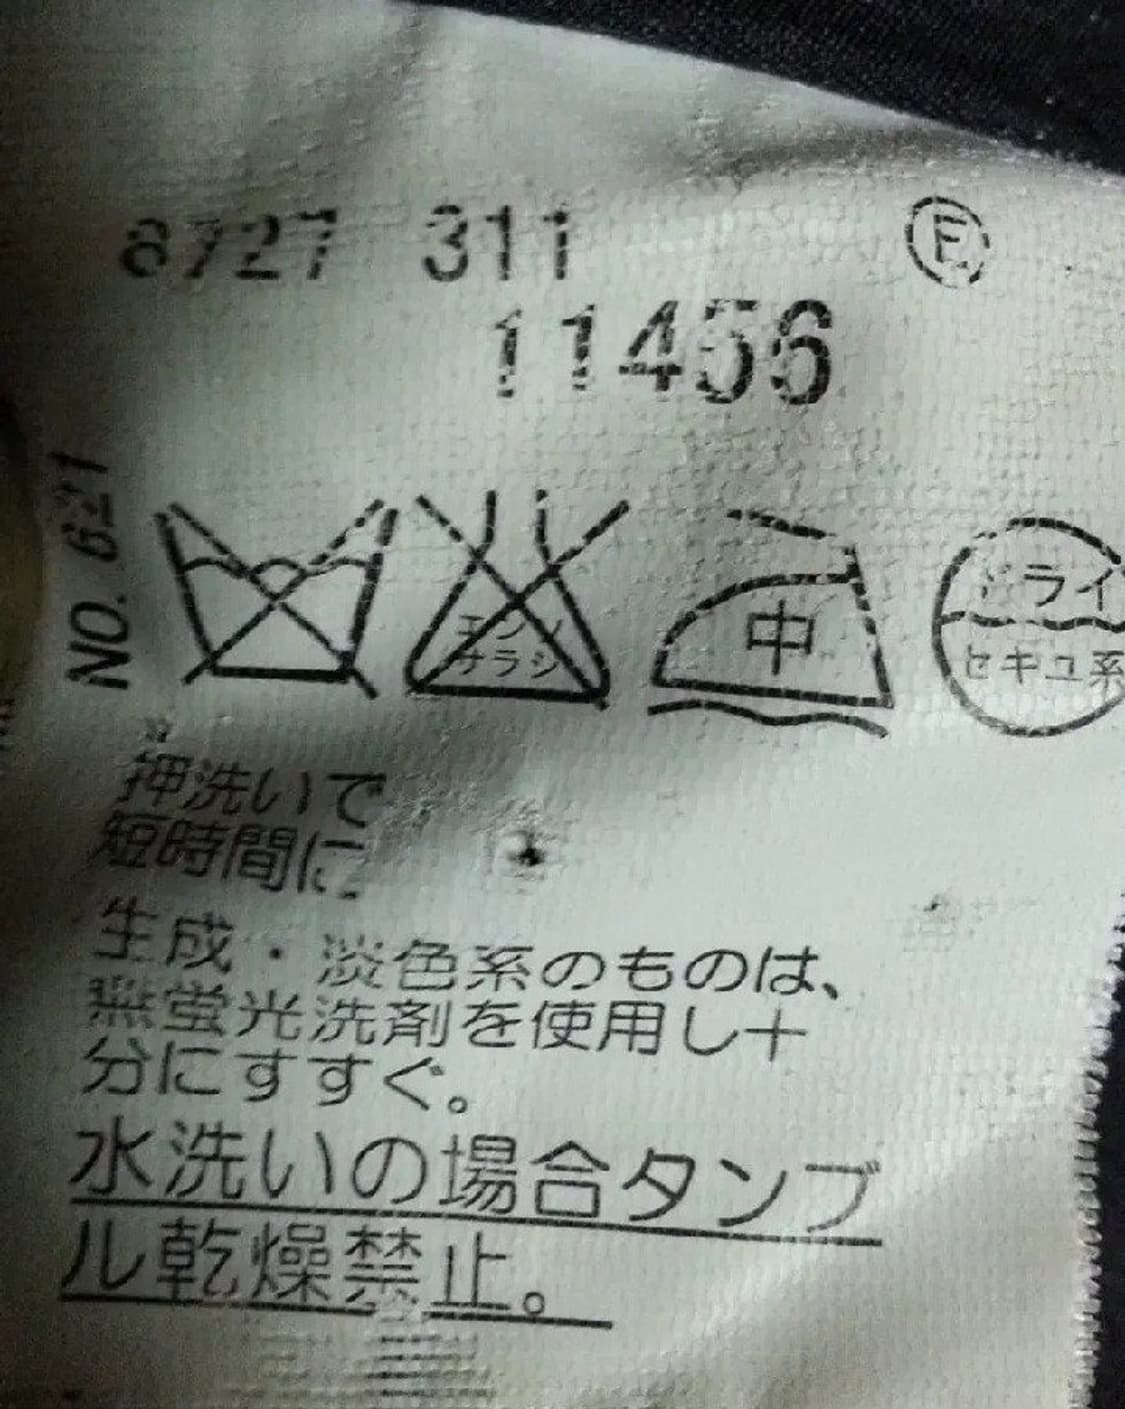 8727 311 Ⓕ
11456
NO. 621
エンソ
サラシ
中
ドライ
セキユ系
※
押洗いで
短時間に。
生成・淡色系のものは、
無蛍光洗剤を使用し十
分にすすぐ。
水洗いの場合タンブ
ル乾燥禁止。